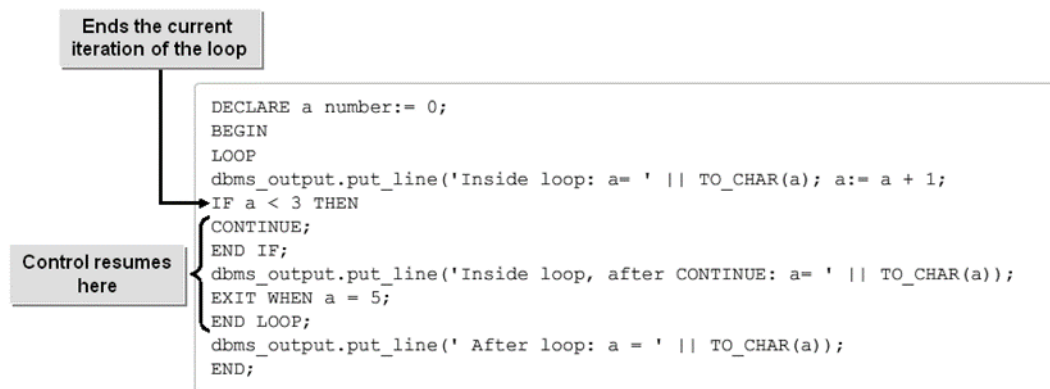 Ends the current
iteration of the loop
DECLARE a number:= 0;
BEGIN
LOOP
dbms_output.put_line('Inside loop: a= ' || TO_CHAR(a); a:= a + 1;
IF a < 3 THEN
CONTINUE;
END IF;
Control resumes
here
dbms_output.put_line('Inside loop, after CONTINUE: a= ' || TO_CHAR(a));
EXIT WHEN a = 5;
END LOOP;
dbms_output.put_line(' After loop: a = ' || TO_CHAR(a));
END;